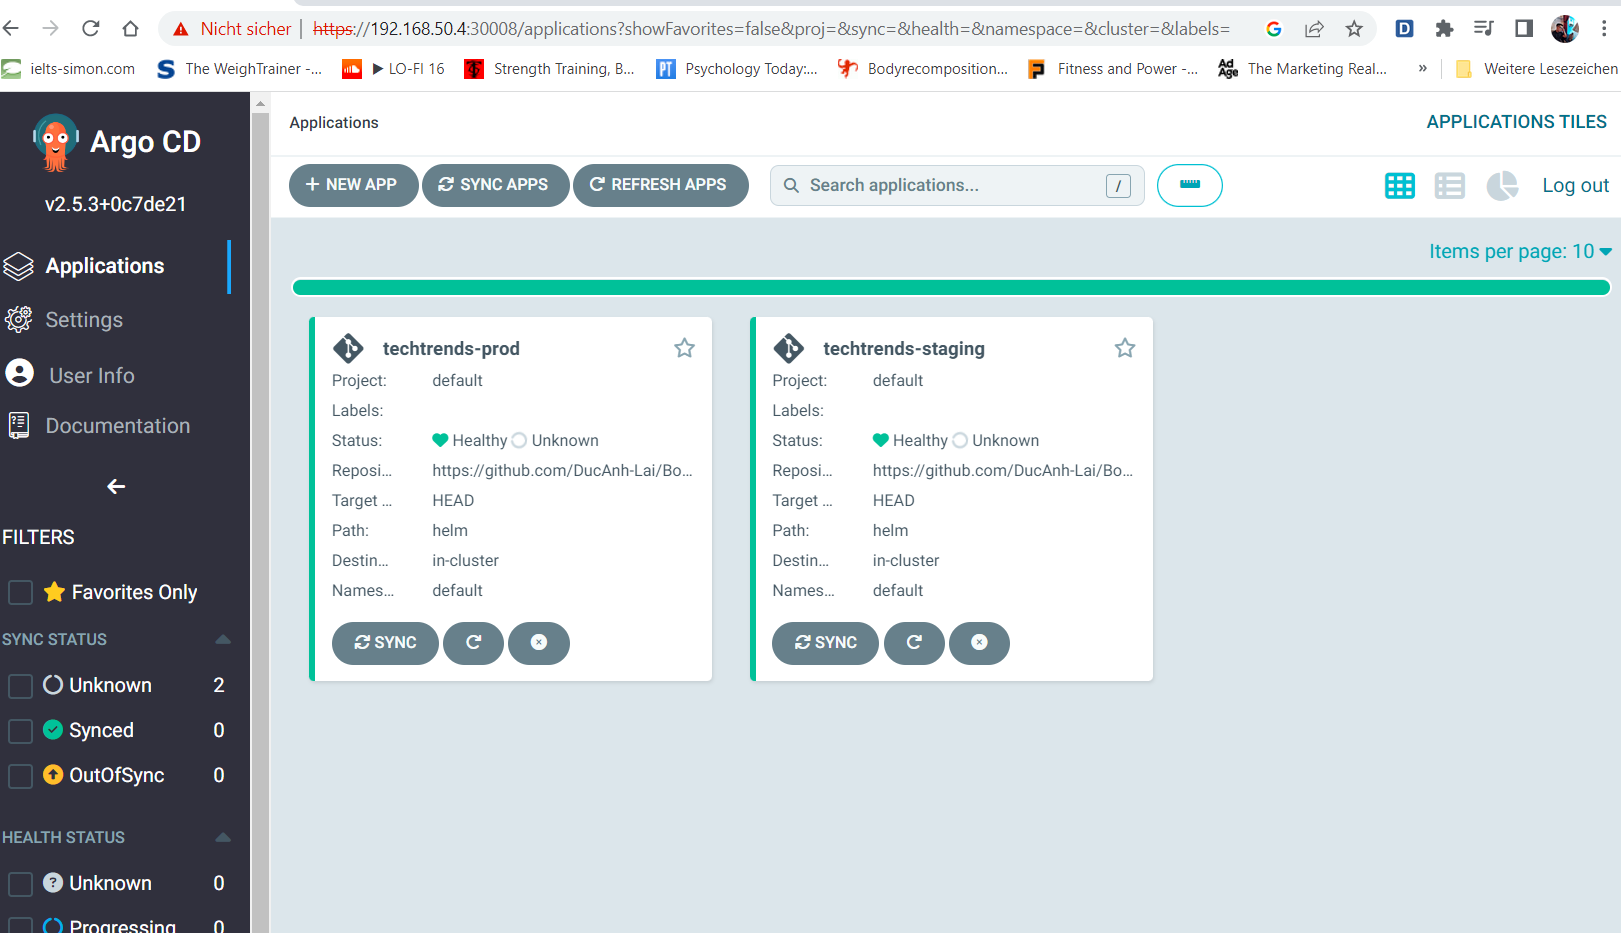 Nicht sicher | https://192.168.50.4:30008/applications?showFavorites=false&proj=&sync=&health=&namespace=&cluster=&labels=
ielts-simon.com
The WeighTrainer -...
▶ LO-FI 16
Strength Training, B...
PT
Psychology Today:...
Bodyrecomposition...
Fitness and Power -...
Ad Age
The Marketing Real...
»
Weitere Lesezeichen
Argo CD
v2.5.3+0c7de21
Applications
Settings
User Info
Documentation
FILTERS
Favorites Only
SYNC STATUS
Unknown 2
Synced 0
OutOfSync 0
HEALTH STATUS
Unknown 0
Progressing 0
Applications
APPLICATIONS TILES
+ NEW APP
SYNC APPS
REFRESH APPS
Search applications...
/
Log out
Items per page: 10
techtrends-prod
Project: default
Labels:
Status: Healthy Unknown
Reposi... https://github.com/DucAnh-Lai/Bo...
Target ... HEAD
Path: helm
Destin... in-cluster
Names... default
SYNC
techtrends-staging
Project: default
Labels:
Status: Healthy Unknown
Reposi... https://github.com/DucAnh-Lai/Bo...
Target ... HEAD
Path: helm
Destin... in-cluster
Names... default
SYNC